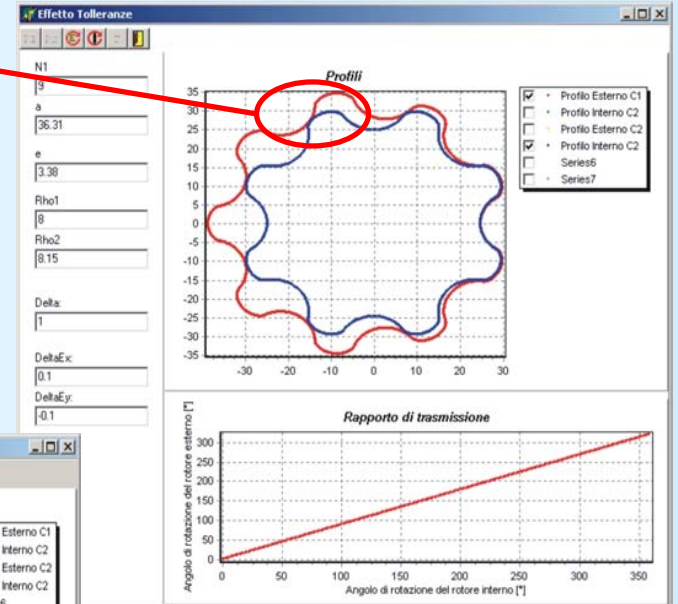 Effetto Tolleranze
N1
9
a
36.31
e
3.38
Rho1
8
Rho2
8.15
Delta:
1
DeltaEx:
0.1
DeltaEy:
-0.1
Profili
35
30
25
20
15
10
5
0
-5
-10
-15
-20
-25
-30
-35
-30 -20 -10 0 10 20 30
Profilo Esterno C1
Profilo Interno C2
Profilo Esterno C2
Profilo Interno C2
Series6
Series7
Rapporto di trasmissione
Angolo di rotazione del rotore esterno [°]
300
250
200
150
100
50
0
0 50 100 150 200 250 300 350
Angolo di rotazione del rotore interno [°]
Esterno C1
Interno C2
Esterno C2
Interno C2